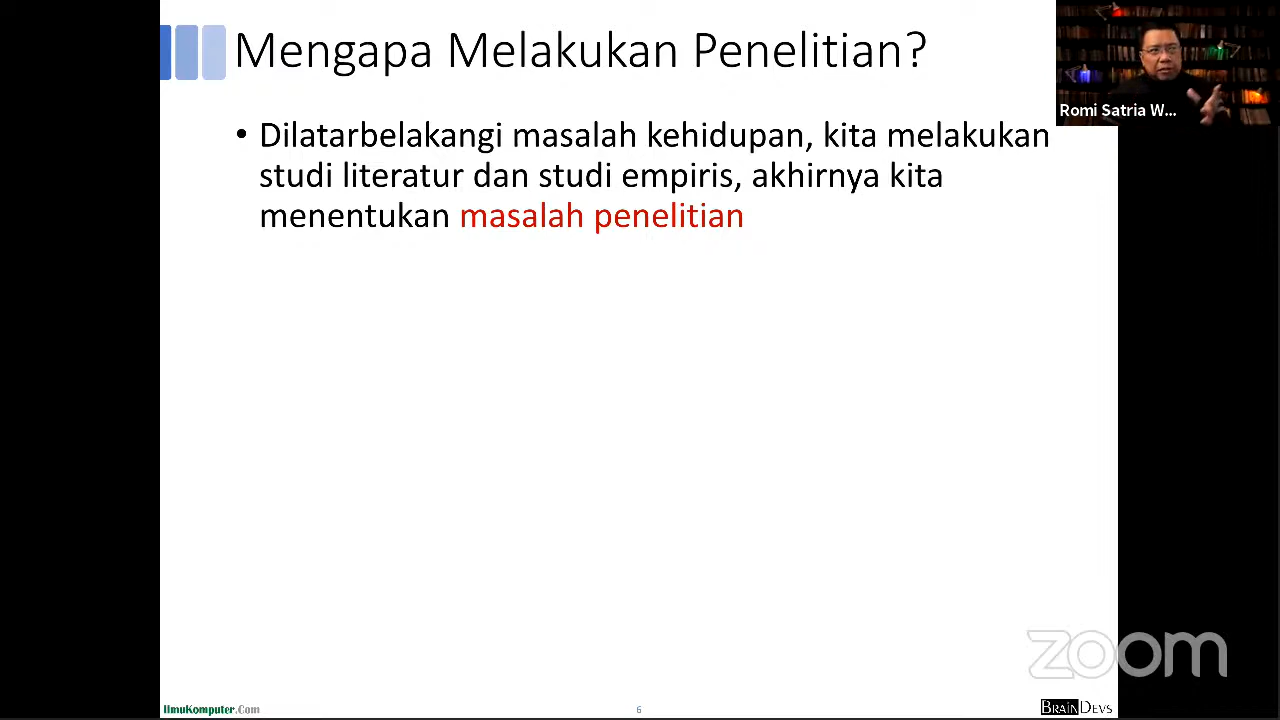 Mengapa Melakukan Penelitian?
Romi Satria W...
• Dilatarbelakangi masalah kehidupan, kita melakukan
studi literatur dan studi empiris, akhirnya kita
menentukan masalah penelitian
zoom
IlmuKomputer.Com
6
BRAINDEVS